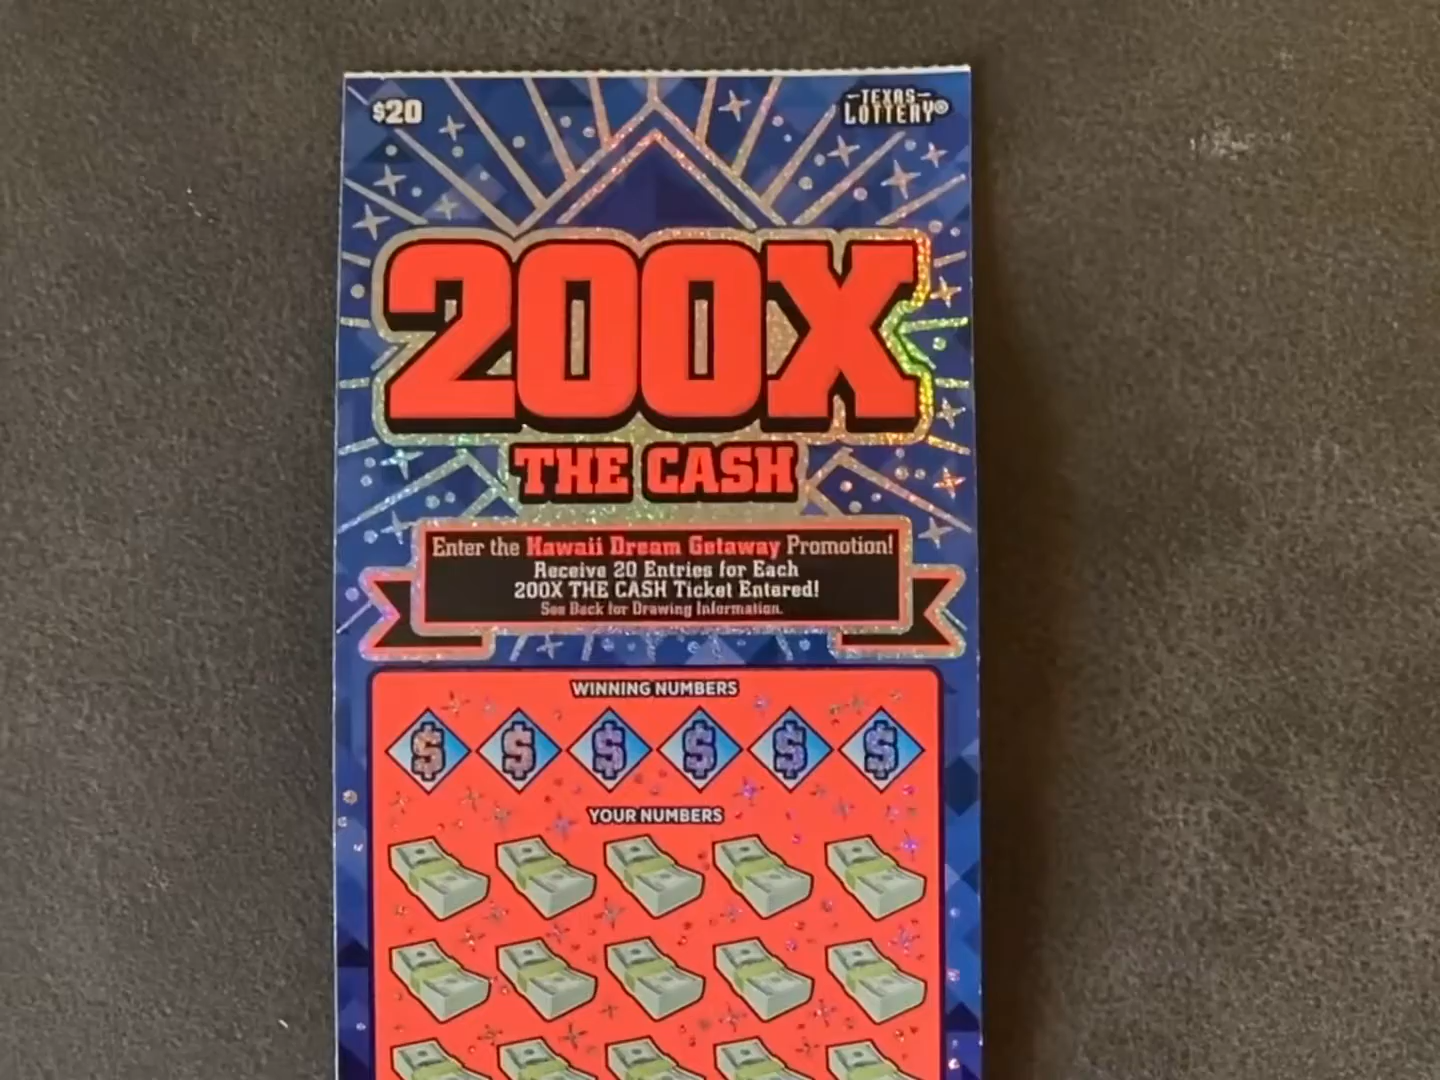 $20
TEXAS
LOTTERY®
200X
THE CASH
Enter the Hawaii Dream Getaway Promotion!
Receive 20 Entries for Each
200X THE CASH Ticket Entered!
See Back for Drawing Information.
WINNING NUMBERS
$ $ $ $ $ $
YOUR NUMBERS